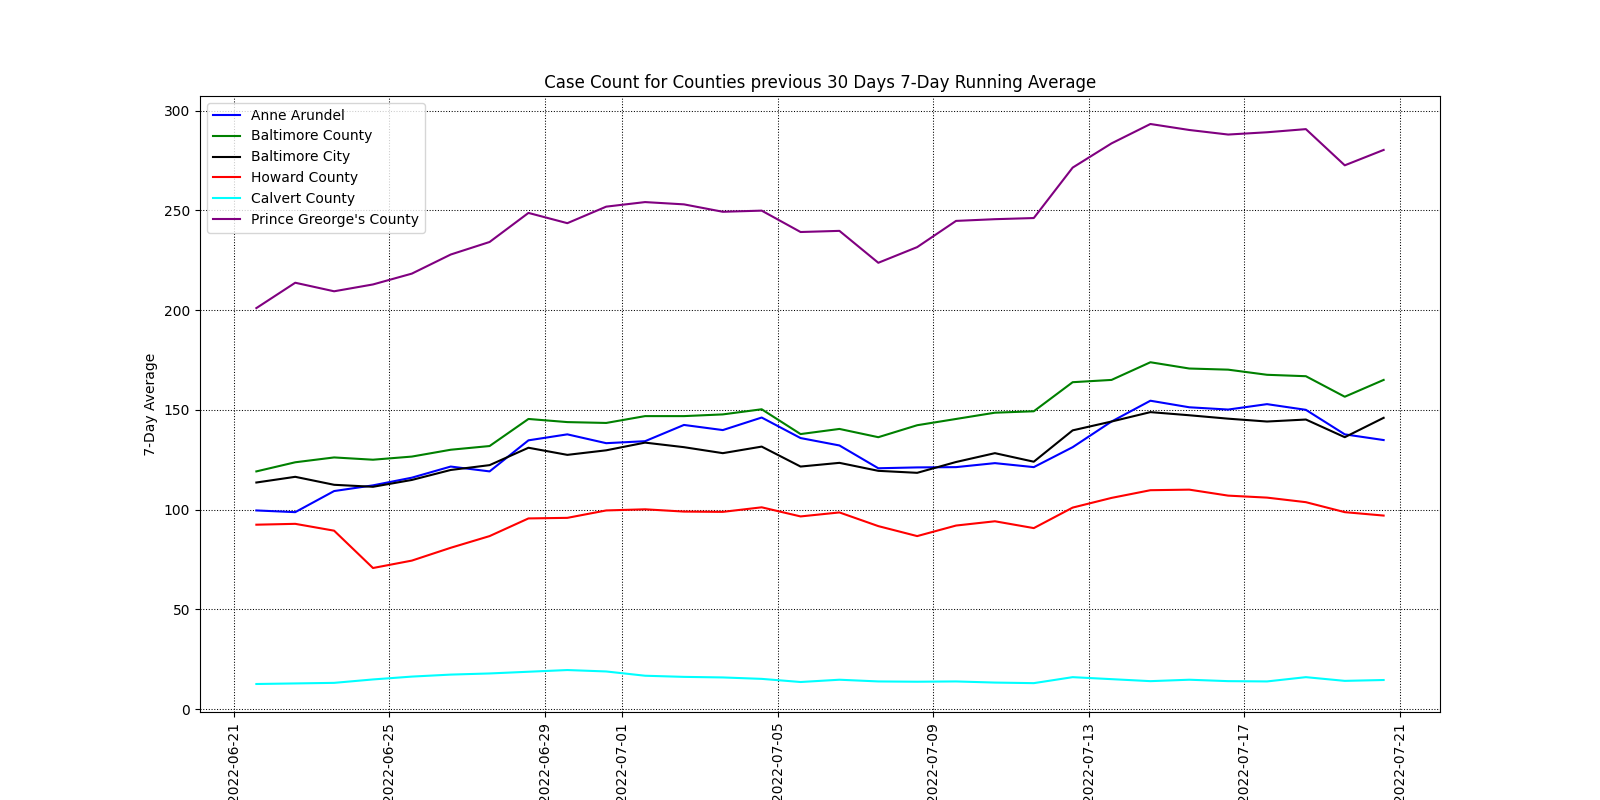 Case Count for Counties previous 30 Days 7-Day Running Average
300
250
200
150
100
50
0
7-Day Average
Anne Arundel
Baltimore County
Baltimore City
Howard County
Calvert County
Prince Greorge's County
2022-06-21
2022-06-25
2022-06-29
2022-07-01
2022-07-05
2022-07-09
2022-07-13
2022-07-17
2022-07-21